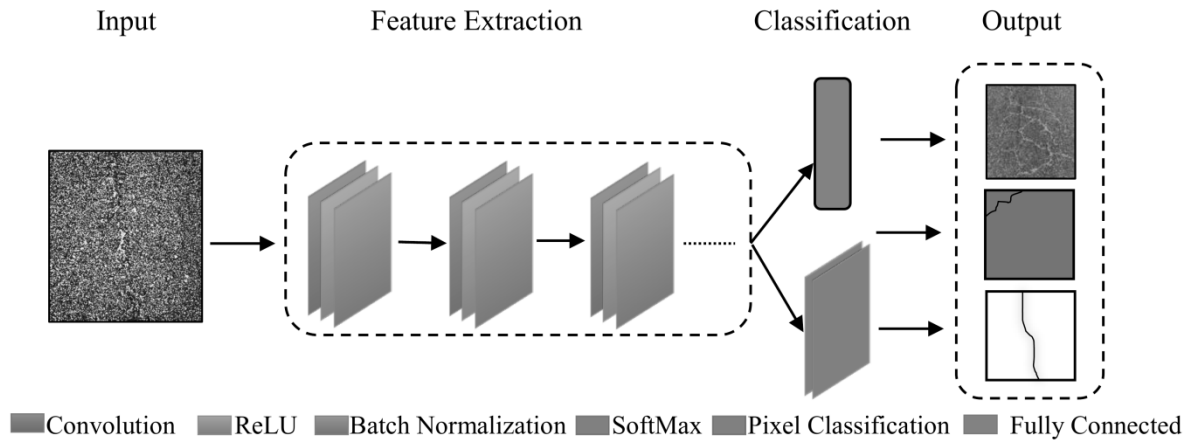 Input Feature Extraction Classification Output
Convolution ReLU Batch Normalization SoftMax Pixel Classification Fully Connected